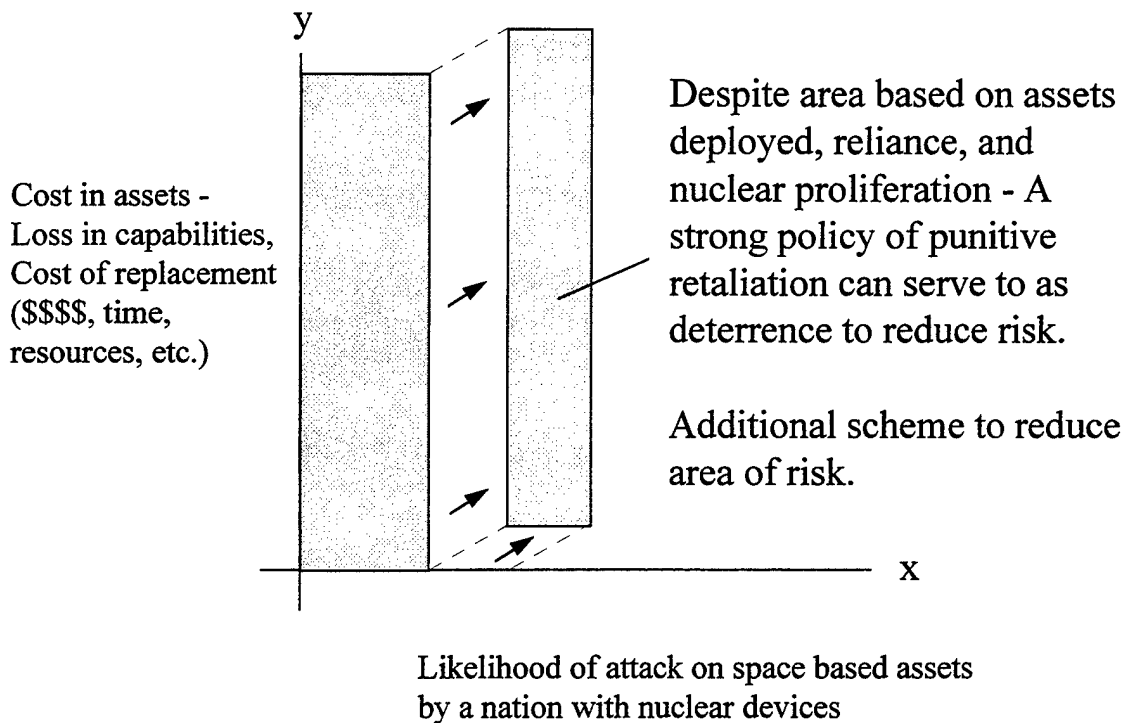 y
Despite area based on assets
deployed, reliance, and
nuclear proliferation - A
strong policy of punitive
retaliation can serve to as
deterrence to reduce risk.
Additional scheme to reduce
area of risk.
Cost in assets -
Loss in capabilities,
Cost of replacement
($$$$, time,
resources, etc.)
x
Likelihood of attack on space based assets
by a nation with nuclear devices